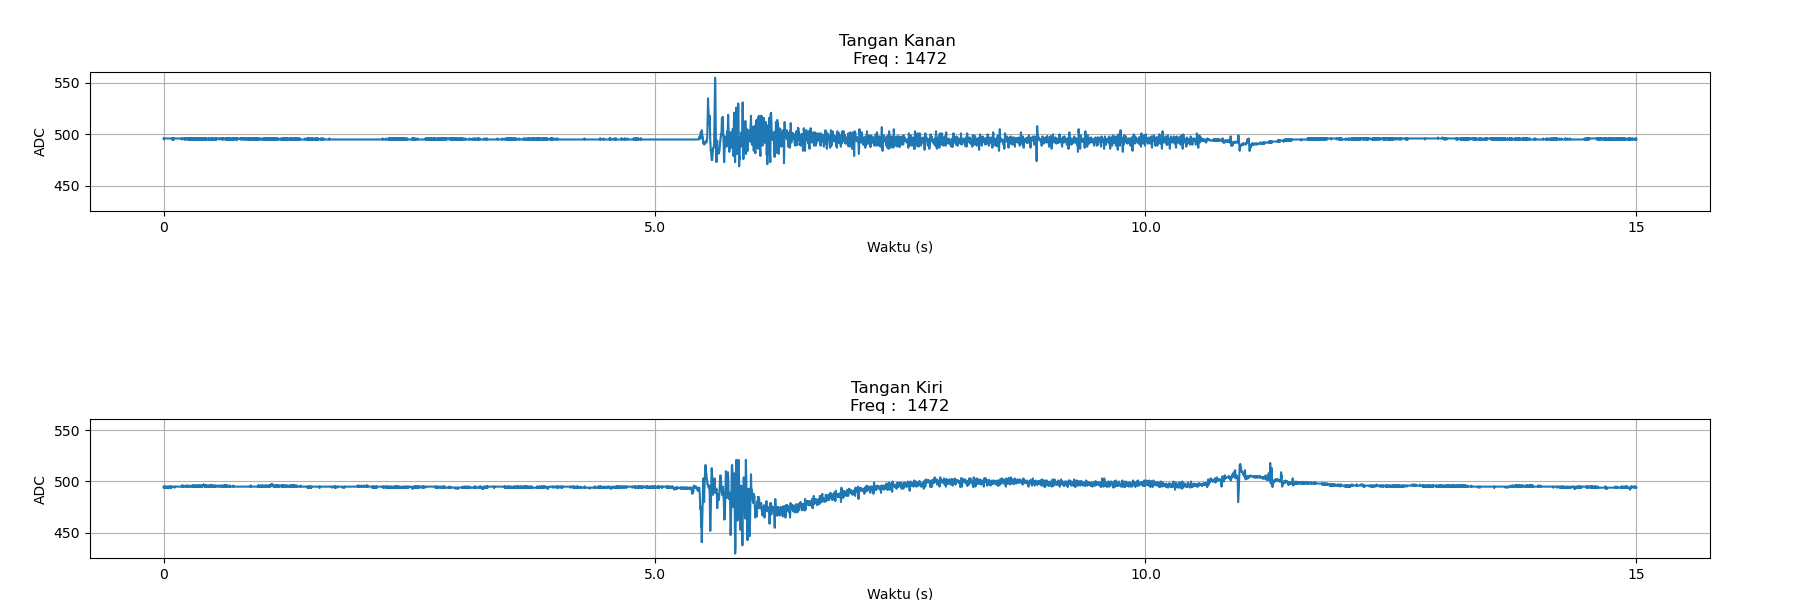 Tangan Kanan
Freq : 1472
550
500
450
ADC
0 5.0 10.0 15
Waktu (s)
Tangan Kiri
Freq :  1472
550
500
450
ADC
0 5.0 10.0 15
Waktu (s)